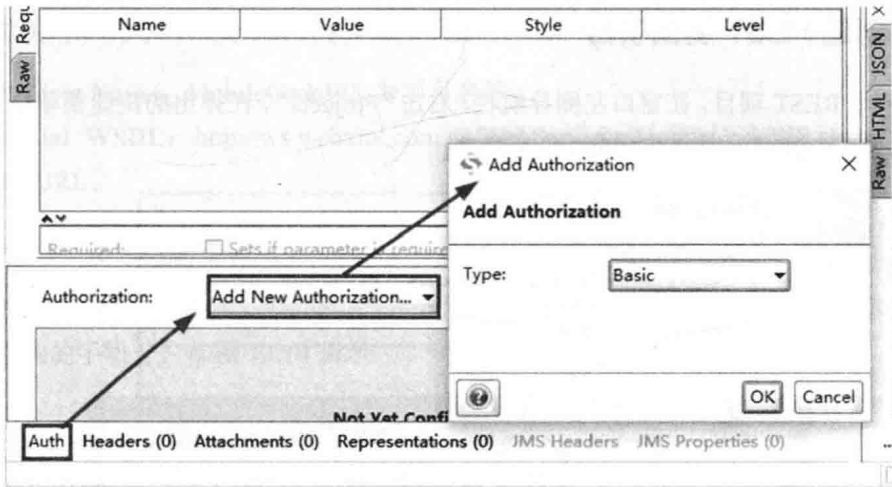 Name Value Style Level
Requ
Raw
JSON
HTML
Raw
Required: Sets if parameter is require
Authorization: Add New Authorization...
Not Yet Confi
Add Authorization
Add Authorization
Type: Basic
OK Cancel
Auth Headers (0) Attachments (0) Representations (0) JMS Headers JMS Properties (0)
...